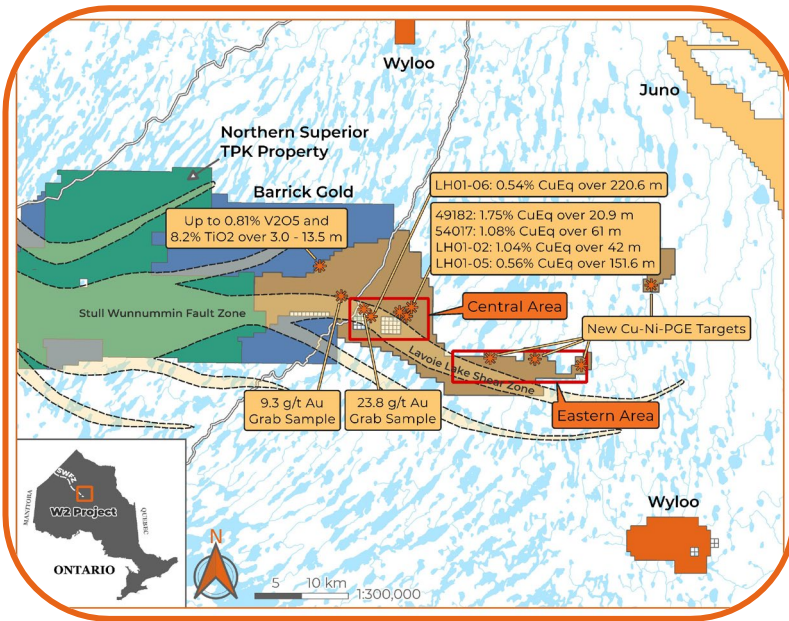 Wyloo
Juno
Northern Superior
TPK Property
Barrick Gold
LH01-06: 0.54% CuEq over 220.6 m
49182: 1.75% CuEq over 20.9 m
54017: 1.08% CuEq over 61 m
LH01-02: 1.04% CuEq over 42 m
LH01-05: 0.56% CuEq over 151.6 m
Up to 0.81% V2O5 and
8.2% TiO2 over 3.0 - 13.5 m
Stull Wunnummin Fault Zone
Central Area
New Cu-Ni-PGE Targets
Lavoie Lake Shear Zone
9.3 g/t Au
Grab Sample
23.8 g/t Au
Grab Sample
Eastern Area
SWFZ
MANITOVA
QUEBEC
W2 Project
ONTARIO
Wyloo
N
5 10 km
1:300,000